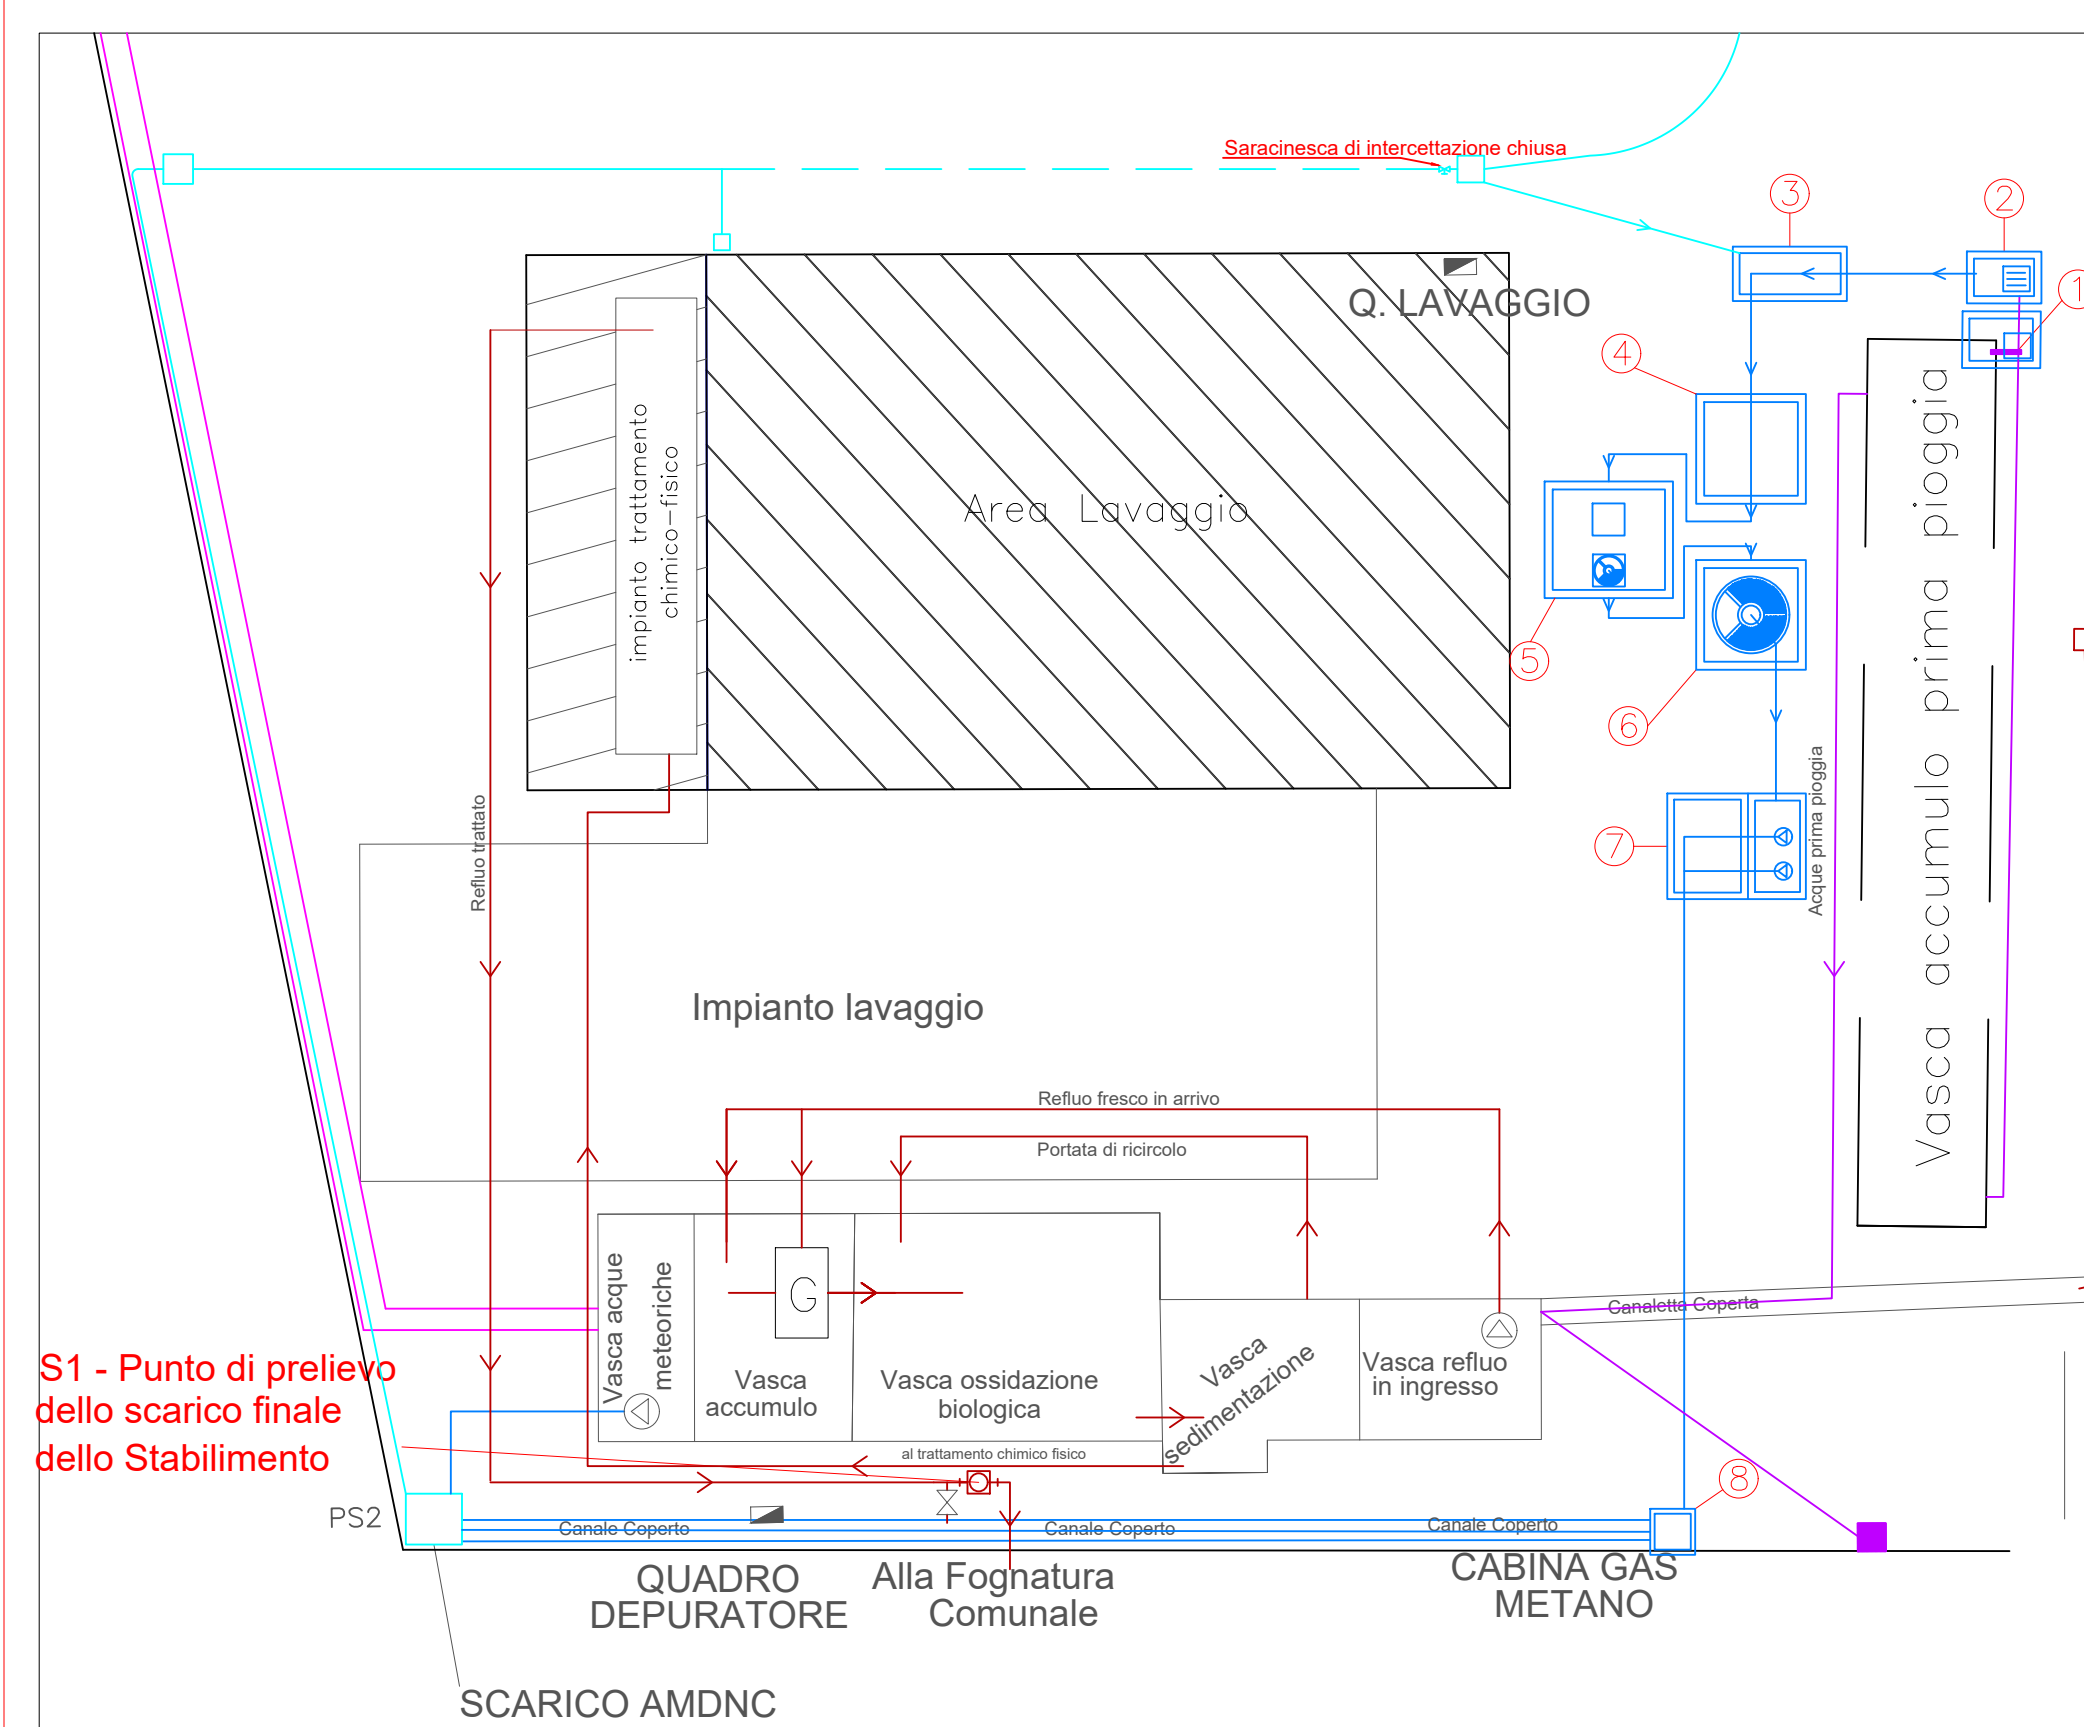 Saracinesca di intercettazione chiusa
3
2
1
Q. LAVAGGIO
4
impianto trattamento
chimico-fisico
Area Lavaggio
5
6
7
Refluo trattato
Acque prima pioggia
Vasca accumulo prima pioggia
Impianto lavaggio
Refluo fresco in arrivo
Portata di ricircolo
Vasca acque
meteoriche
G
Vasca
accumulo
Vasca ossidazione
biologica
Vasca
sedimentazione
Vasca refluo
in ingresso
Canaletta Coperta
S1 - Punto di prelievo
dello scarico finale
dello Stabilimento
al trattamento chimico fisico
8
PS2
Canale Coperto
Canale Coperto
Canale Coperto
QUADRO
DEPURATORE
Alla Fognatura
Comunale
CABINA GAS
METANO
SCARICO AMDNC